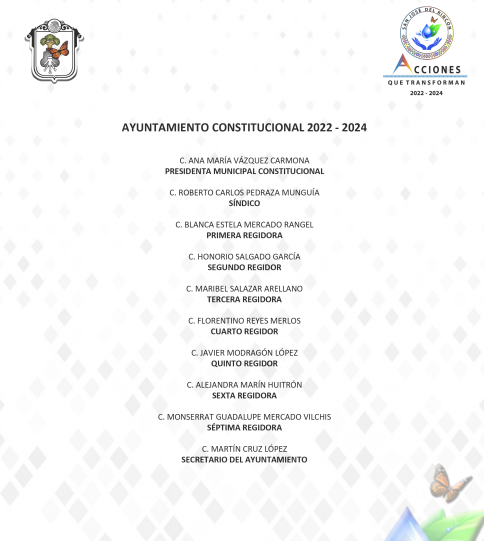 SAN JOSÉ DEL RINCÓN
ACCIONES
QUE TRANSFORMAN
2022 - 2024
AYUNTAMIENTO CONSTITUCIONAL 2022 - 2024
C. ANA MARÍA VÁZQUEZ CARMONA
PRESIDENTA MUNICIPAL CONSTITUCIONAL
C. ROBERTO CARLOS PEDRAZA MUNGUÍA
SÍNDICO
C. BLANCA ESTELA MERCADO RANGEL
PRIMERA REGIDORA
C. HONORIO SALGADO GARCÍA
SEGUNDO REGIDOR
C. MARIBEL SALAZAR ARELLANO
TERCERA REGIDORA
C. FLORENTINO REYES MERLOS
CUARTO REGIDOR
C. JAVIER MODRAGÓN LÓPEZ
QUINTO REGIDOR
C. ALEJANDRA MARÍN HUITRÓN
SEXTA REGIDORA
C. MONSERRAT GUADALUPE MERCADO VILCHIS
SÉPTIMA REGIDORA
C. MARTÍN CRUZ LÓPEZ
SECRETARIO DEL AYUNTAMIENTO